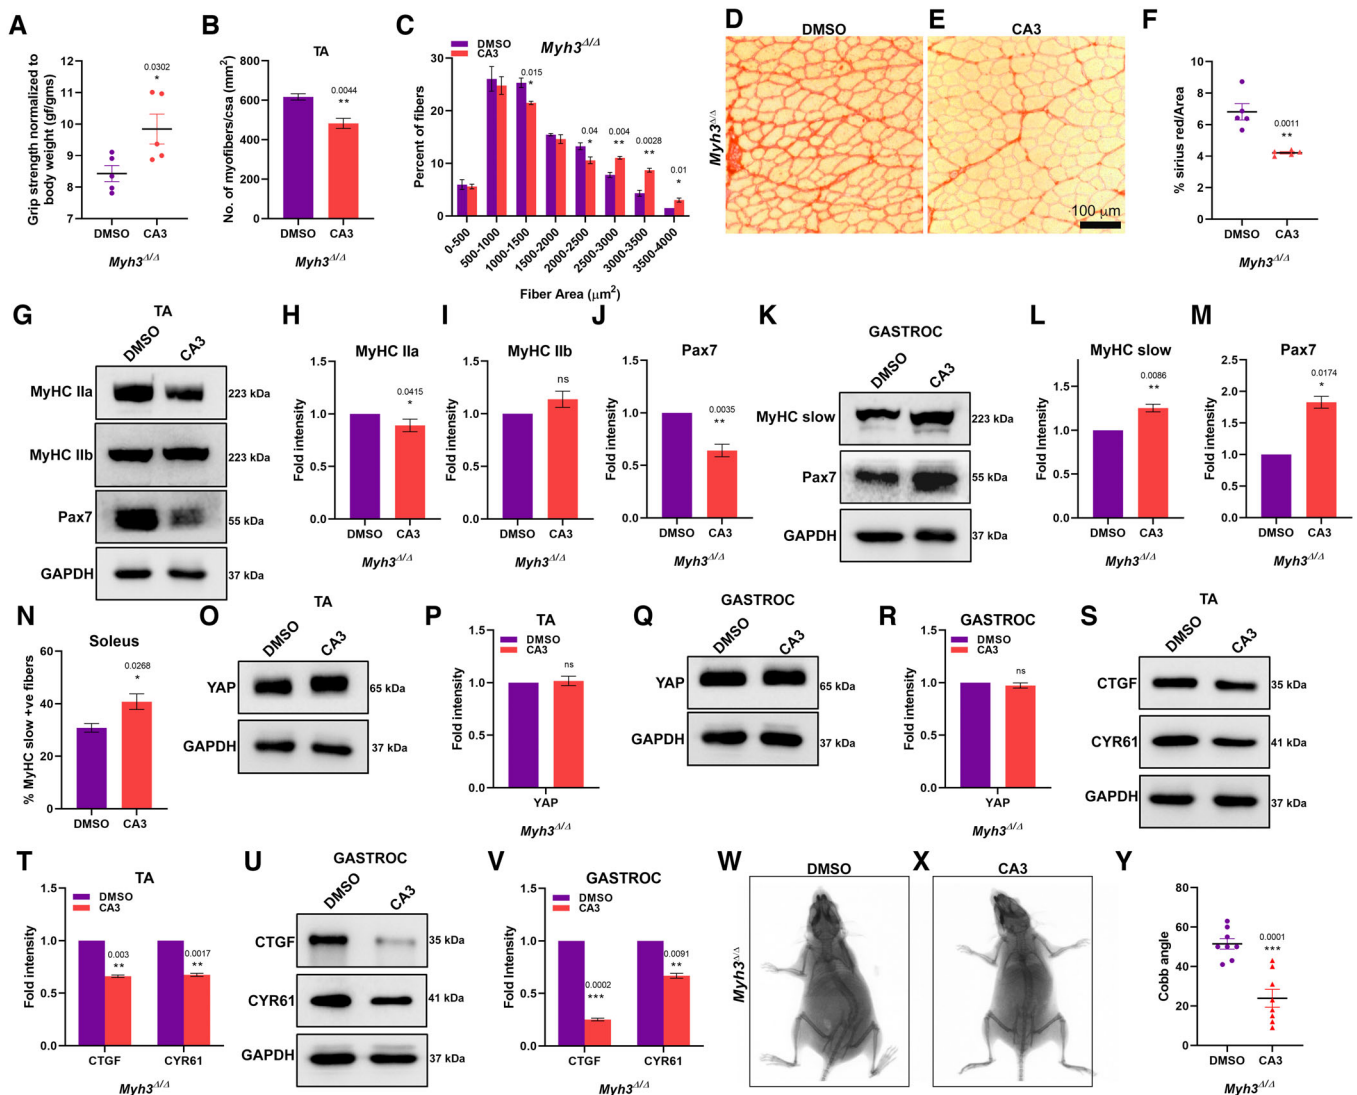 A
Grip strength normalized to
body weight (gf/gms)
12
11
10
9
8
7
0.0302
*
DMSO CA3
Myh3Δ/Δ
B
TA
No. of myofibers/csa (mm2)
800
600
400
200
0
0.0044
**
DMSO CA3
Myh3Δ/Δ
C
DMSO
CA3
Myh3Δ/Δ
Percent of fibers
30
20
10
0
0.015
*
0.04
*
0.004
**
0.0028
**
0.01
*
0-500
500-1000
1000-1500
1500-2000
2000-2500
2500-3000
3000-3500
3500-4000
Fiber Area (μm2)
D
DMSO
Myh3Δ/Δ
E
CA3
100 μm
F
% sirius red/Area
10
8
6
4
2
0
0.0011
**
DMSO CA3
Myh3Δ/Δ
G
TA
DMSO CA3
MyHC IIa 223 kDa
MyHC IIb 223 kDa
Pax7 55 kDa
GAPDH 37 kDa
H
MyHC IIa
Fold intensity
1.5
1.0
0.5
0.0
0.0415
*
DMSO CA3
Myh3Δ/Δ
I
MyHC IIb
Fold intensity
1.5
1.0
0.5
0.0
ns
DMSO CA3
Myh3Δ/Δ
J
Pax7
Fold intensity
1.5
1.0
0.5
0.0
0.0035
**
DMSO CA3
Myh3Δ/Δ
K
GASTROC
DMSO CA3
MyHC slow 223 kDa
Pax7 55 kDa
GAPDH 37 kDa
L
MyHC slow
Fold intensity
1.5
1.0
0.5
0.0
0.0086
**
DMSO CA3
Myh3Δ/Δ
M
Pax7
Fold intensity
2.5
2.0
1.5
1.0
0.5
0.0
0.0174
*
DMSO CA3
Myh3Δ/Δ
N
Soleus
% MyHC slow +ve fibers
60
40
20
0
0.0268
*
DMSO CA3
O
TA
DMSO CA3
YAP 65 kDa
GAPDH 37 kDa
P
TA
DMSO
CA3
Fold intensity
1.5
1.0
0.5
0.0
ns
YAP
Myh3Δ/Δ
Q
GASTROC
DMSO CA3
YAP 65 kDa
GAPDH 37 kDa
R
GASTROC
DMSO
CA3
Fold intensity
1.5
1.0
0.5
0.0
ns
YAP
Myh3Δ/Δ
S
TA
DMSO CA3
CTGF 35 kDa
CYR61 41 kDa
GAPDH 37 kDa
T
TA
DMSO
CA3
Fold intensity
1.5
1.0
0.5
0.0
0.003
**
0.0017
**
CTGF CYR61
Myh3Δ/Δ
U
GASTROC
DMSO CA3
CTGF 35 kDa
CYR61 41 kDa
GAPDH 37 kDa
V
GASTROC
DMSO
CA3
Fold intensity
1.5
1.0
0.5
0.0
0.0002
***
0.0091
**
CTGF CYR61
Myh3Δ/Δ
W
DMSO
Myh3Δ/Δ
X
CA3
Y
Cobb angle
80
60
40
20
0
0.0001
***
DMSO CA3
Myh3Δ/Δ